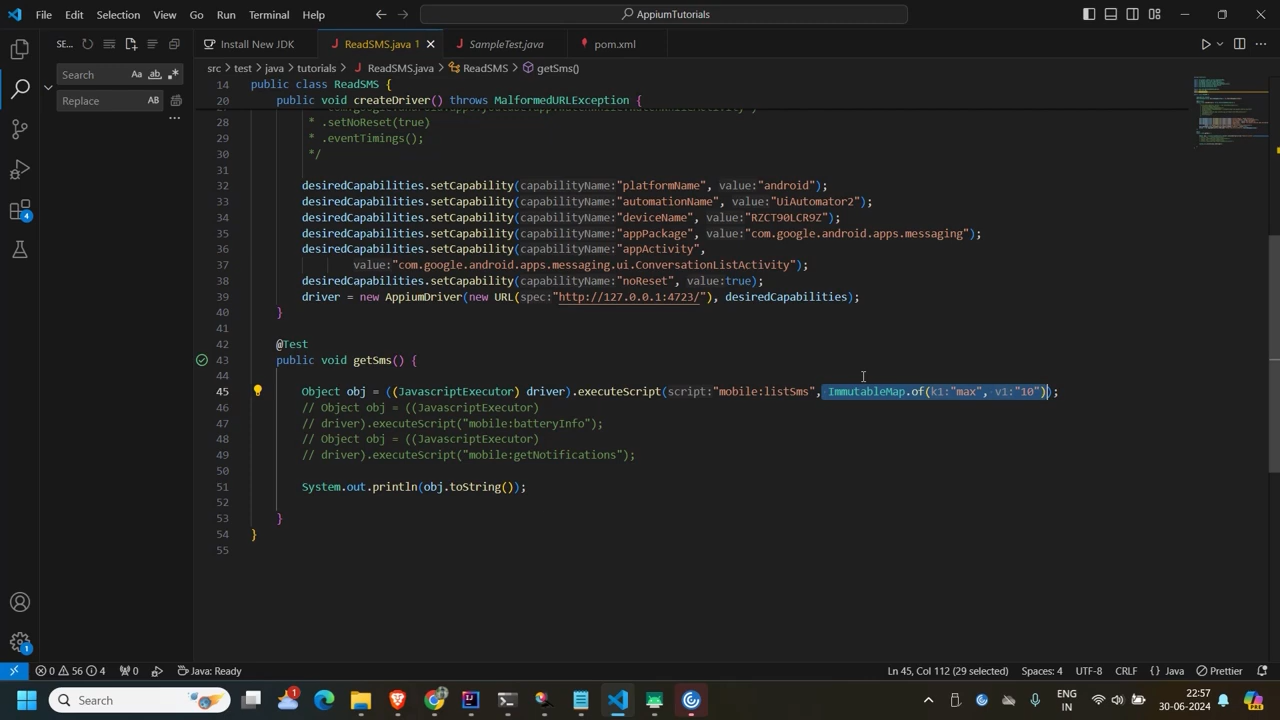 File Edit Selection View Go Run Terminal Help
AppiumTutorials
SE...
Install New JDK
ReadSMS.java 1
SampleTest.java
pom.xml
src > test > java > tutorials > ReadSMS.java > ReadSMS > getSms()
Search
Aa ab
Replace
AB
14 public class ReadSMS {
20 public void createDriver() throws MalformedURLException {
28 * .setNoReset(true)
29 * .eventTimings();
30 */
31
32 desiredCapabilities.setCapability(capabilityName:"platformName", value:"android");
33 desiredCapabilities.setCapability(capabilityName:"automationName", value:"UiAutomator2");
34 desiredCapabilities.setCapability(capabilityName:"deviceName", value:"RZCT90LCR9Z");
35 desiredCapabilities.setCapability(capabilityName:"appPackage", value:"com.google.android.apps.messaging");
36 desiredCapabilities.setCapability(capabilityName:"appActivity",
37 value:"com.google.android.apps.messaging.ui.ConversationListActivity");
38 desiredCapabilities.setCapability(capabilityName:"noReset", value:true);
39 driver = new AppiumDriver(new URL(spec:"http://127.0.0.1:4723/"), desiredCapabilities);
40 }
41
42 @Test
43 public void getSms() {
44
45 Object obj = ((JavascriptExecutor) driver).executeScript(script:"mobile:listSms", ImmutableMap.of(k1:"max", v1:"10"));
46 // Object obj = ((JavascriptExecutor)
47 // driver).executeScript("mobile:batteryInfo);
48 // Object obj = ((JavascriptExecutor)
49 // driver).executeScript("mobile:getNotifications");
50
51 System.out.println(obj.toString());
52
53 }
54 }
55
4
1
1
0 56 4 0 Java: Ready
Ln 45, Col 112 (29 selected) Spaces: 4 UTF-8 CRLF {} Java Prettier
Search
1
ENG
IN
22:57
30-06-2024